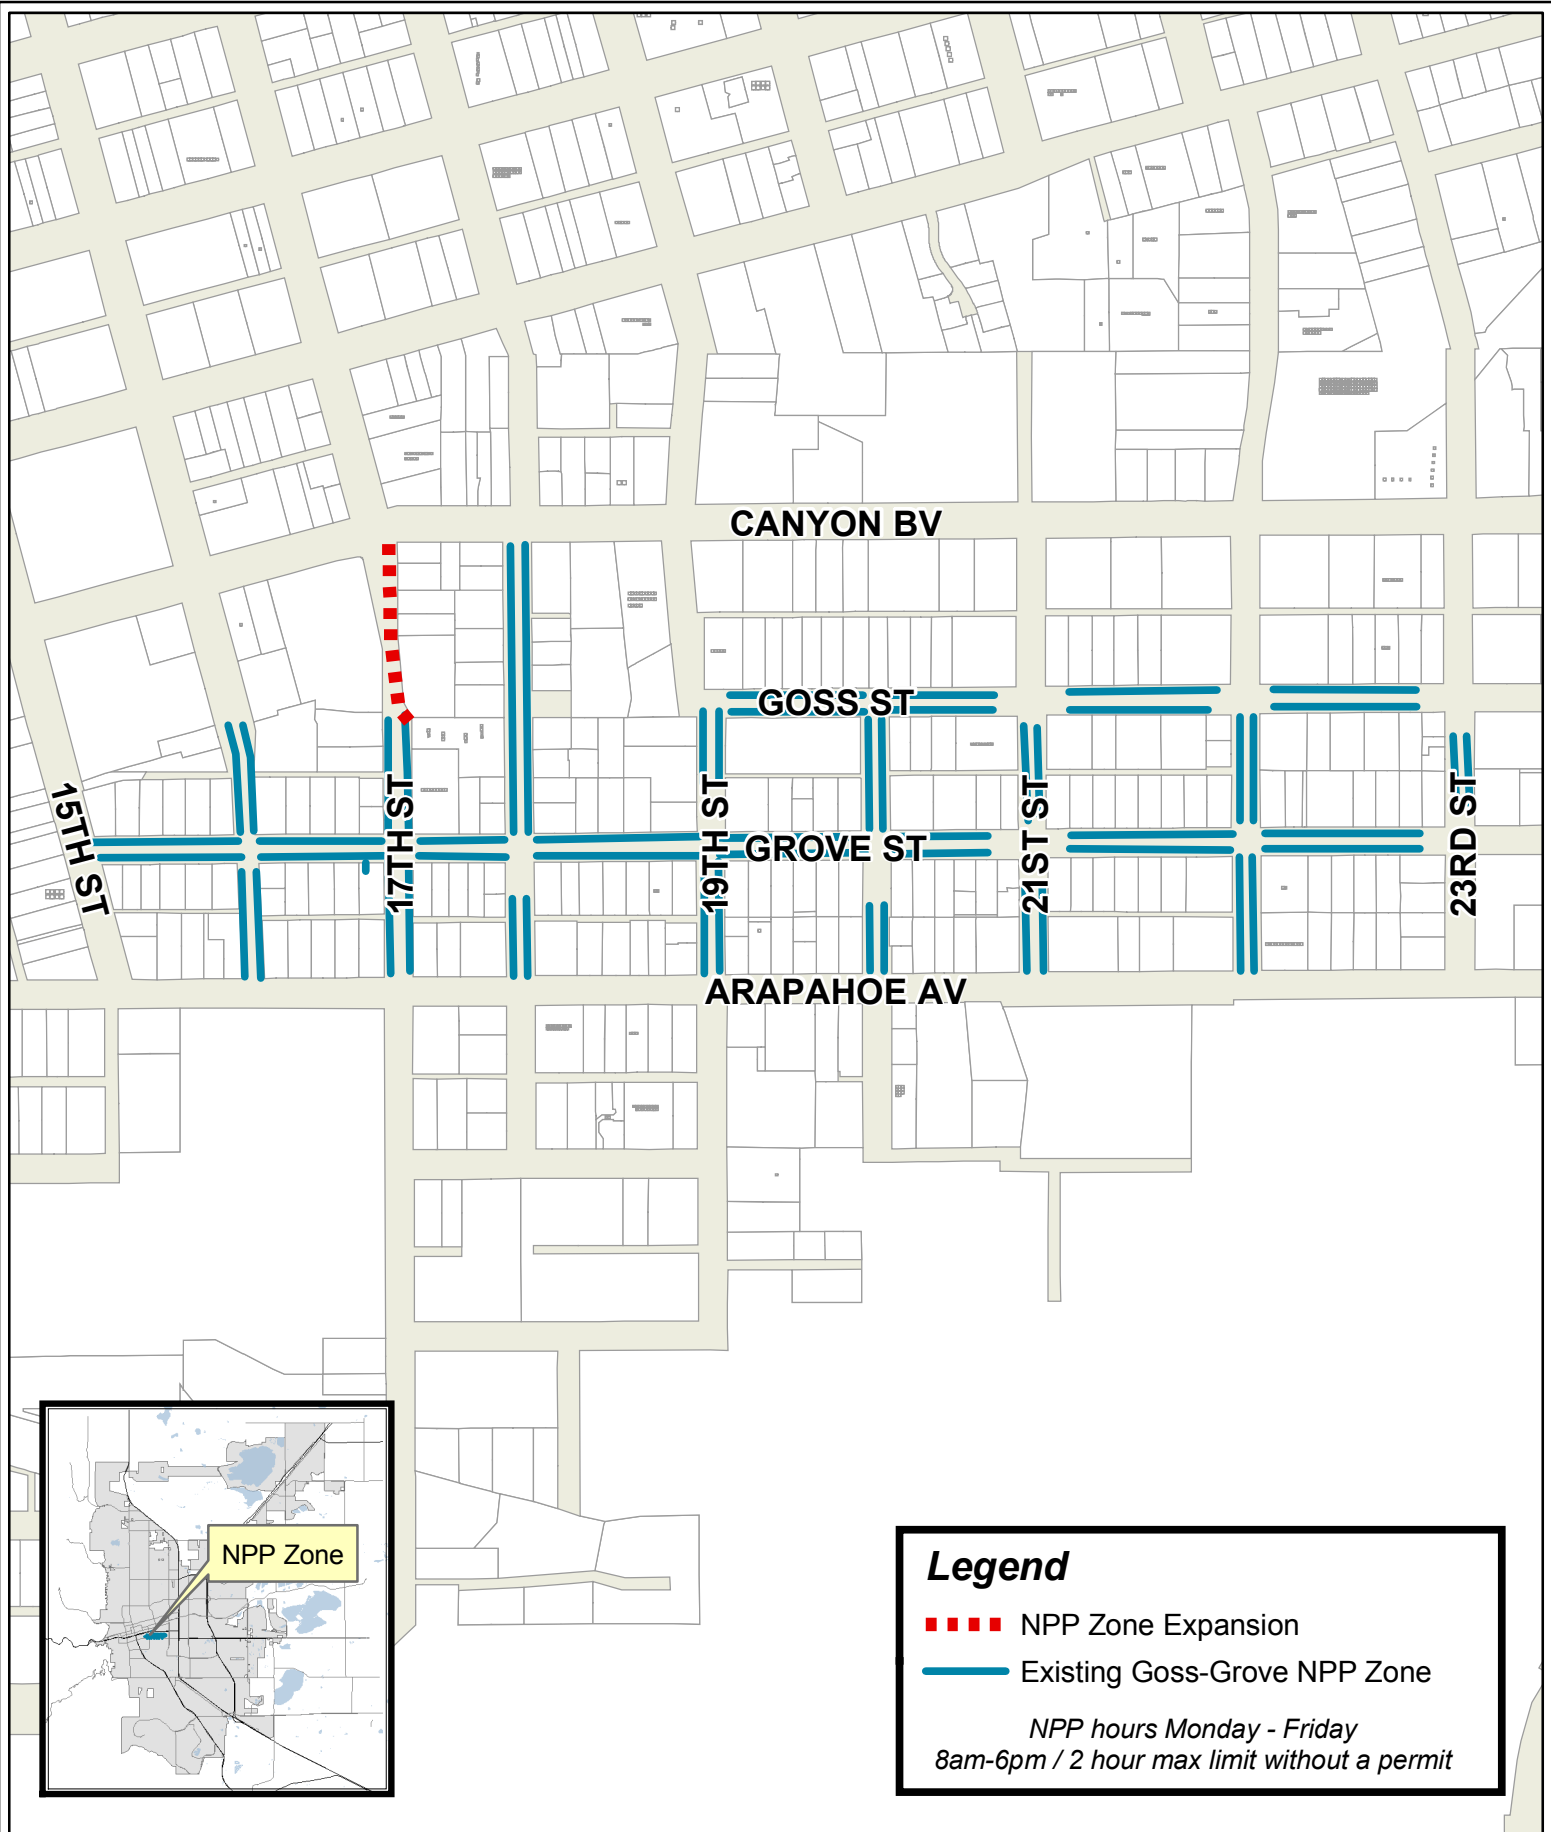 CANYON BV
GOSS ST
15TH ST
17TH ST
19TH ST
21ST ST
23RD ST
GROVE ST
ARAPAHOE AV
NPP Zone
Legend
NPP Zone Expansion
Existing Goss-Grove NPP Zone
NPP hours Monday - Friday
8am-6pm / 2 hour max limit without a permit